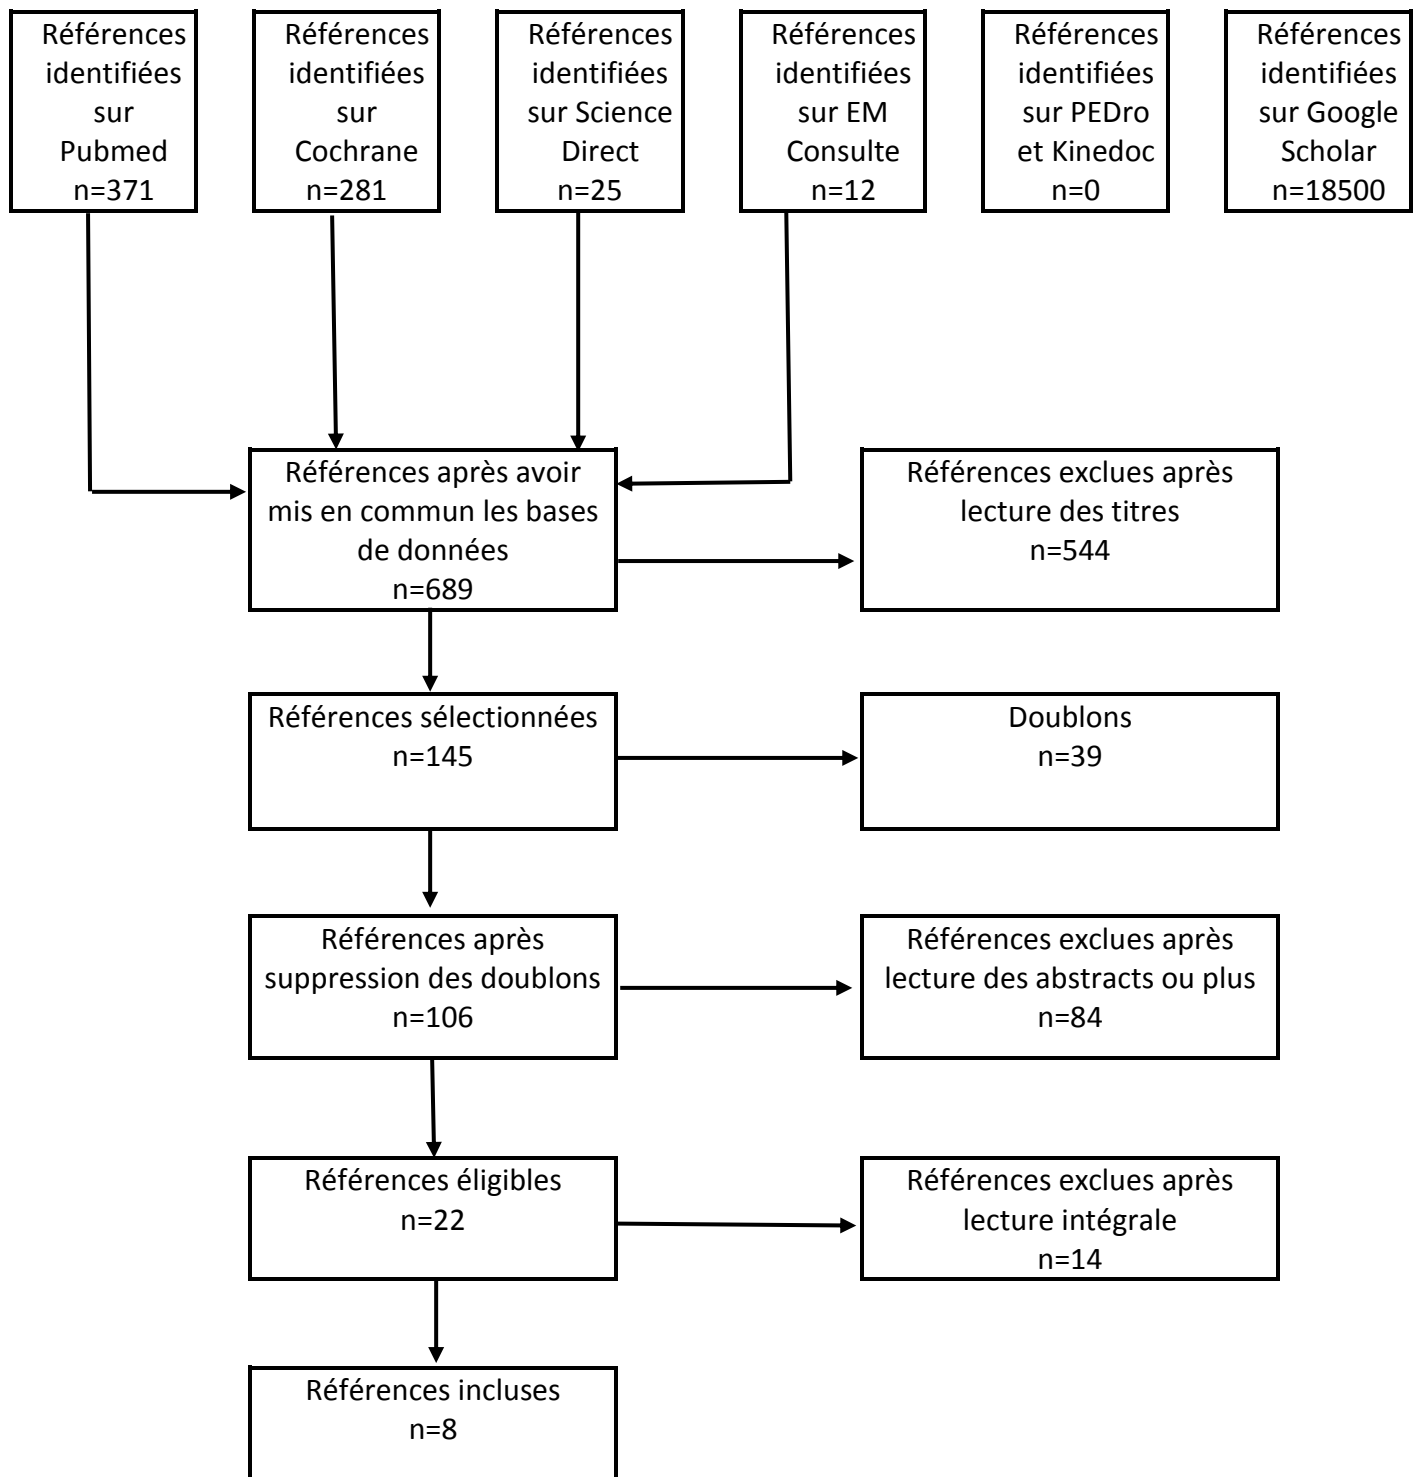 Références
identifiées
sur
Pubmed
n=371
Références
identifiées
sur
Cochrane
n=281
Références
identifiées
sur Science
Direct
n=25
Références
identifiées
sur EM
Consulte
n=12
Références
identifiées
sur PEDro
et Kinedoc
n=0
Références
identifiées
sur Google
Scholar
n=18500
Références après avoir
mis en commun les bases
de données
n=689
Références exclues après
lecture des titres
n=544
Références sélectionnées
n=145
Doublons
n=39
Références après
suppression des doublons
n=106
Références exclues après
lecture des abstracts ou plus
n=84
Références éligibles
n=22
Références exclues après
lecture intégrale
n=14
Références incluses
n=8